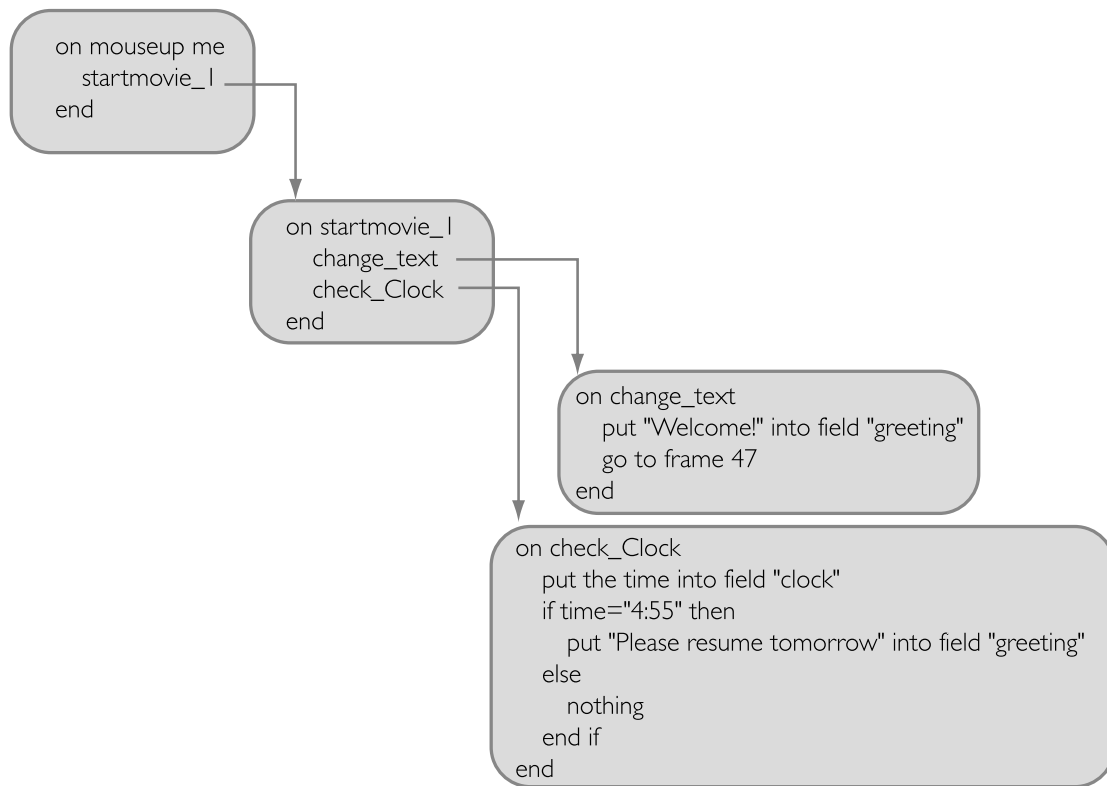 on mouseup me
startmovie_1
end
on startmovie_1
change_text
check_Clock
end
on change_text
put "Welcome!" into field "greeting"
go to frame 47
end
on check_Clock
put the time into field "clock"
if time="4:55" then
put "Please resume tomorrow" into field "greeting"
else
nothing
end if
end